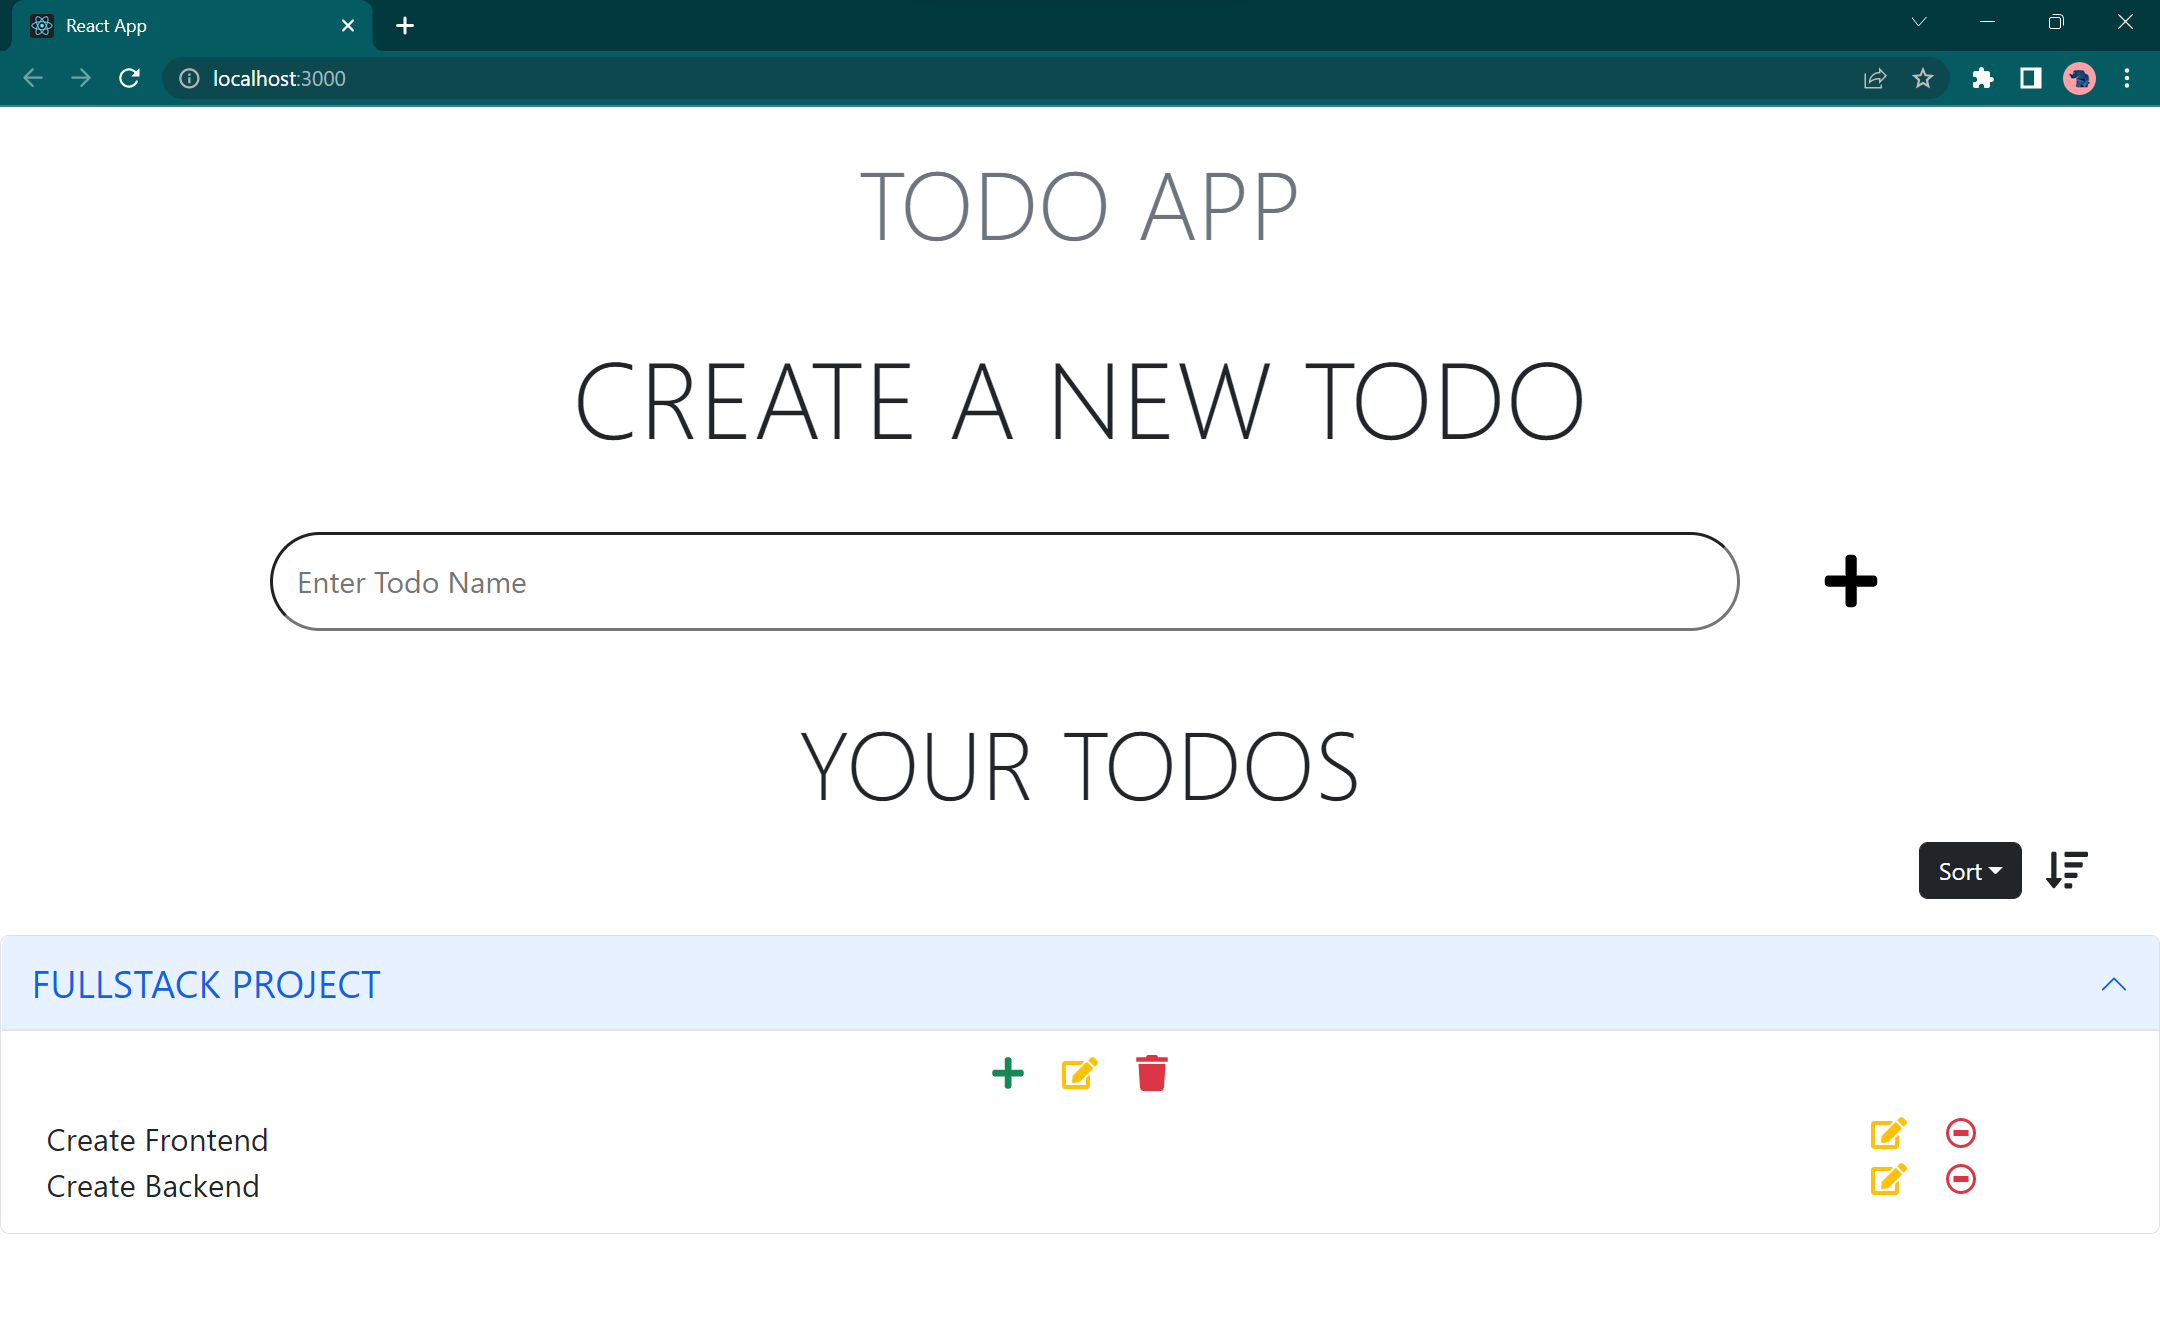 React App
localhost:3000
TODO APP
CREATE A NEW TODO
Enter Todo Name
YOUR TODOS
Sort
FULLSTACK PROJECT
Create Frontend
Create Backend